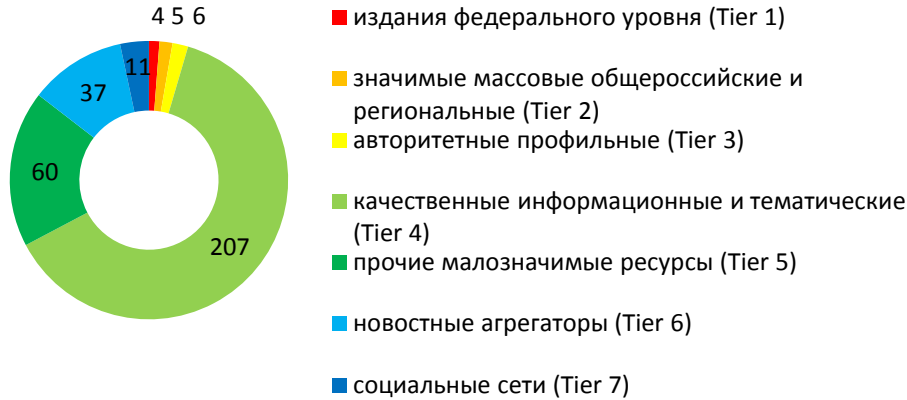 4 5 6
11
37
60
207
издания федерального уровня (Tier 1)
значимые массовые общероссийские и
региональные (Tier 2)
авторитетные профильные (Tier 3)
качественные информационные и тематические
(Tier 4)
прочие малозначимые ресурсы (Tier 5)
новостные агрегаторы (Tier 6)
социальные сети (Tier 7)